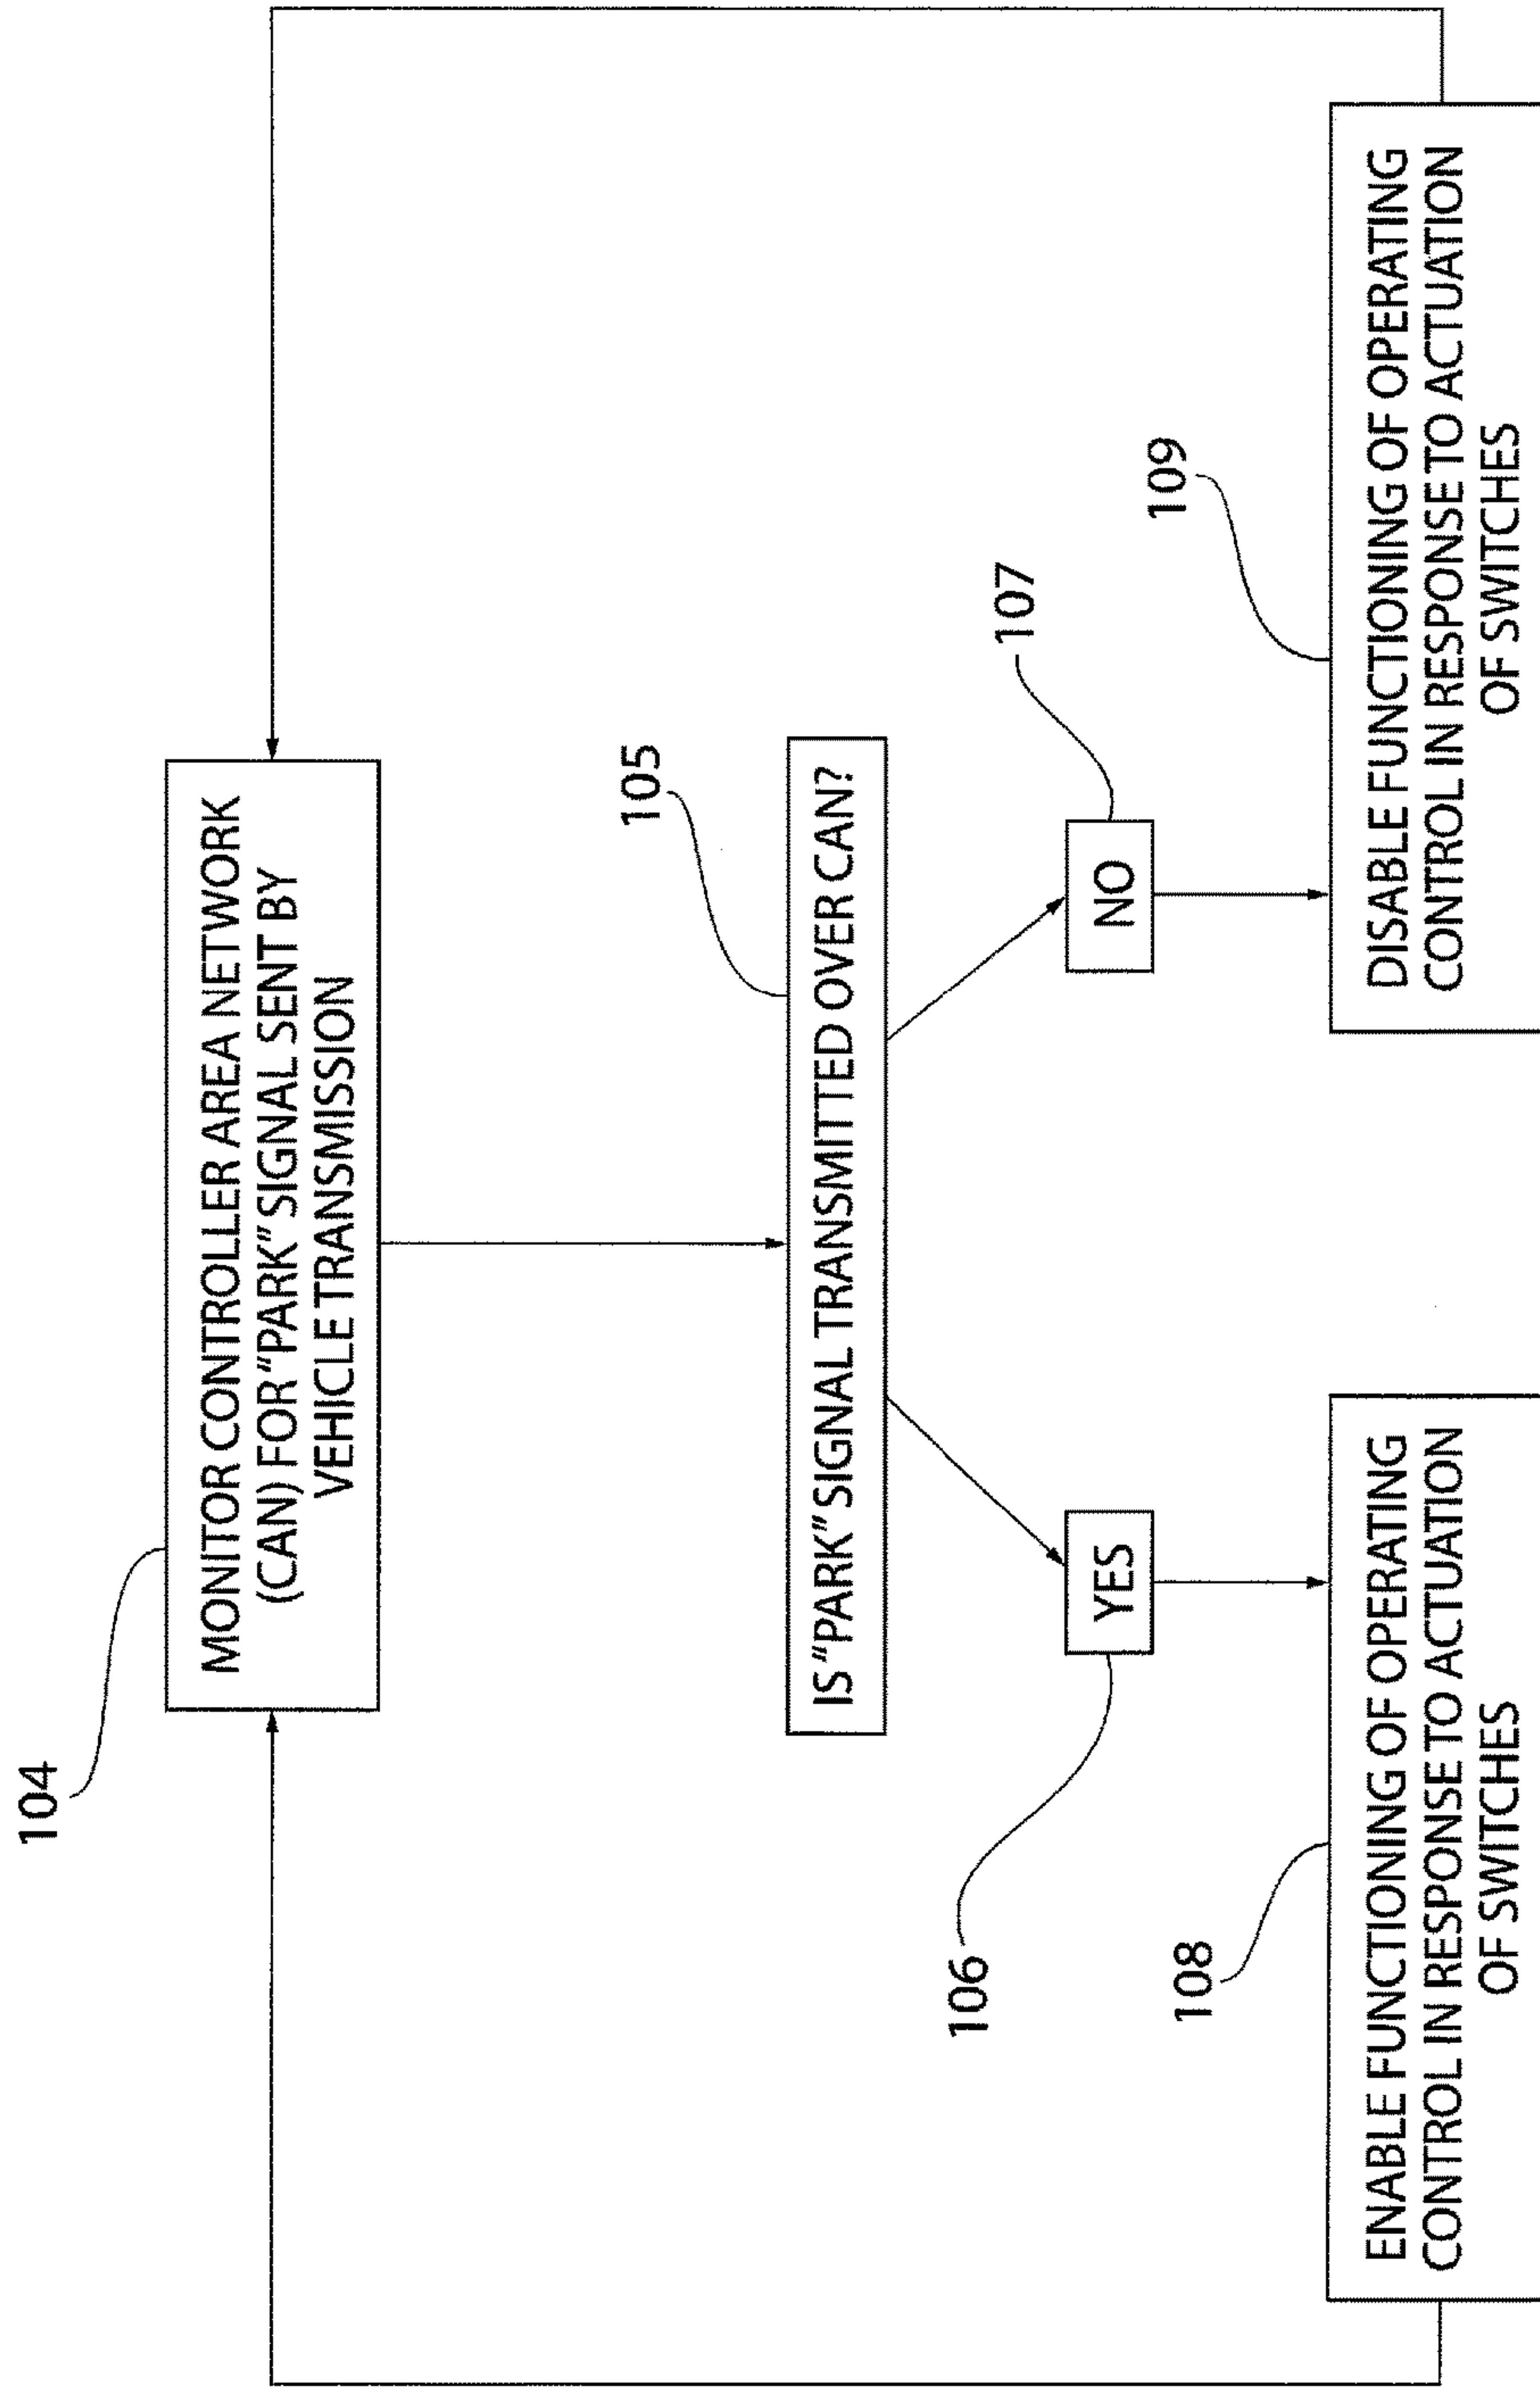 104
MONITOR CONTROLLER AREA NETWORK
(CAN) FOR "PARK" SIGNAL SENT BY
VEHICLE TRANSMISSION
105
IS "PARK" SIGNAL TRANSMITTED OVER CAN?
106
YES
107
NO
108
ENABLE FUNCTIONING OF OPERATING
CONTROL IN RESPONSE TO ACTUATION
OF SWITCHES
109
DISABLE FUNCTIONING OF OPERATING
CONTROL IN RESPONSE TO ACTUATION
OF SWITCHES